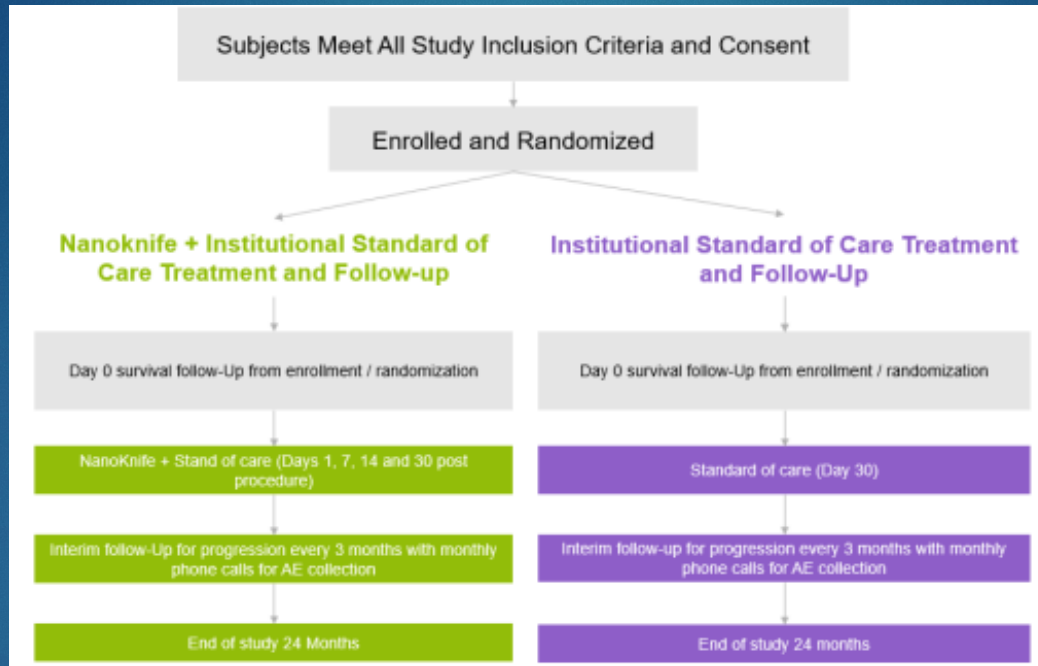 Subjects Meet All Study Inclusion Criteria and Consent
Enrolled and Randomized
Nanoknife + Institutional Standard of
Care Treatment and Follow-up
Institutional Standard of Care Treatment
and Follow-Up
Day 0 survival follow-Up from enrollment / randomization
Day 0 survival follow-Up from enrollment / randomization
NanoKnife + Stand of care (Days 1, 7, 14 and 30 post
procedure)
Standard of care (Day 30)
Interim follow-Up for progression every 3 months with monthly
phone calls for AE collection
Interim follow-up for progression every 3 months with monthly
phone calls for AE collection
End of study 24 Months
End of study 24 months